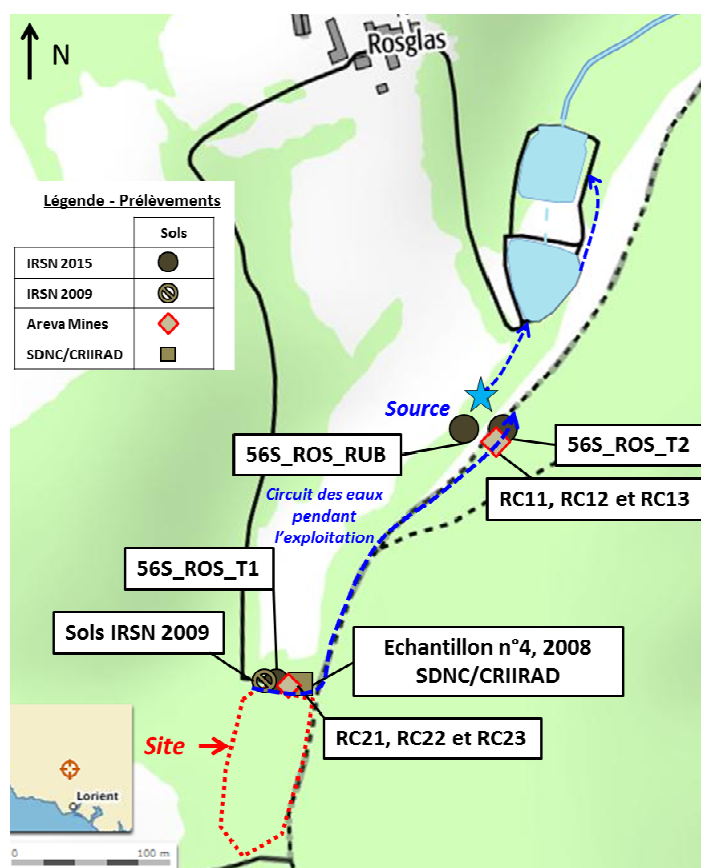 N
Rosglas
Légende - Prélèvements
Sols
IRSN 2015
IRSN 2009
Areva Mines
SDNC/CRIIRAD
Source
56S_ROS_RUB
56S_ROS_T2
RC11, RC12 et RC13
Circuit des eaux
pendant
l'exploitation
56S_ROS_T1
Sols IRSN 2009
Echantillon n°4, 2008
SDNC/CRIIRAD
RC21, RC22 et RC23
Site
Lorient
0 100 m